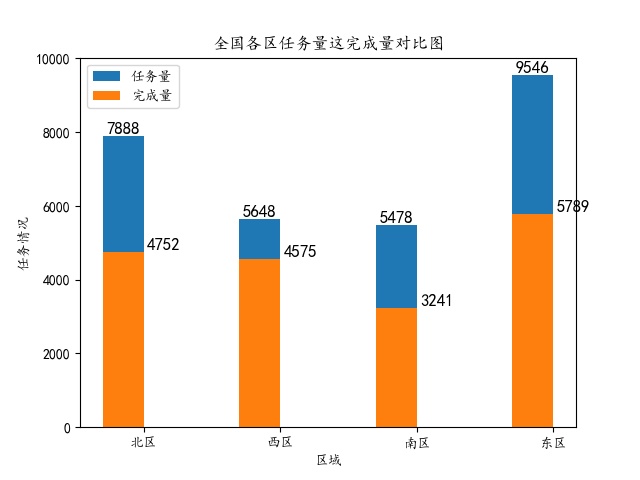 全国各区任务量这完成量对比图
任务量
完成量
10000
8000
6000
4000
2000
0
任务情况
7888
4752
5648
4575
5478
3241
9546
5789
北区
西区
南区
东区
区域